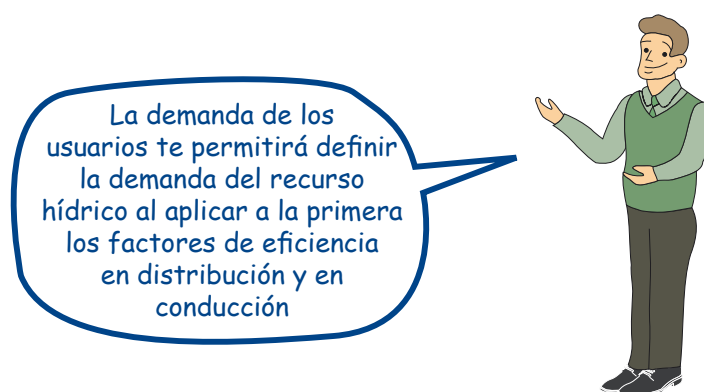 La demanda de los
usuarios te permitirá definir
la demanda del recurso
hídrico al aplicar a la primera
los factores de eficiencia
en distribución y en
conducción